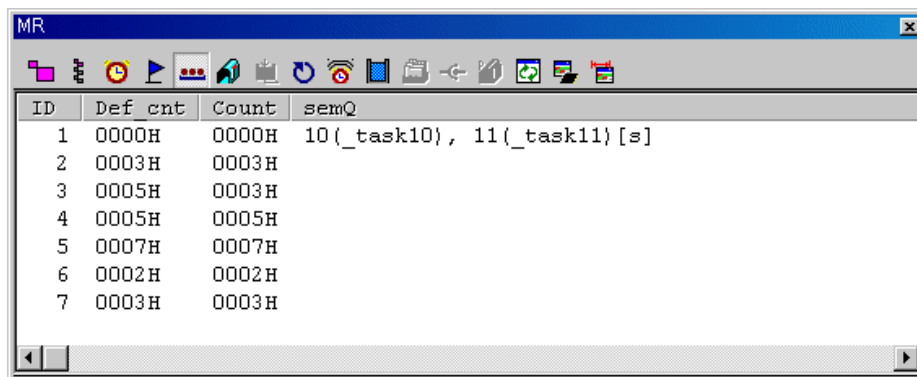 MR
ID Def_cnt Count semQ
1 0000H 0000H 10(_task10), 11(_task11)[s]
2 0003H 0003H
3 0005H 0003H
4 0005H 0005H
5 0007H 0007H
6 0002H 0002H
7 0003H 0003H